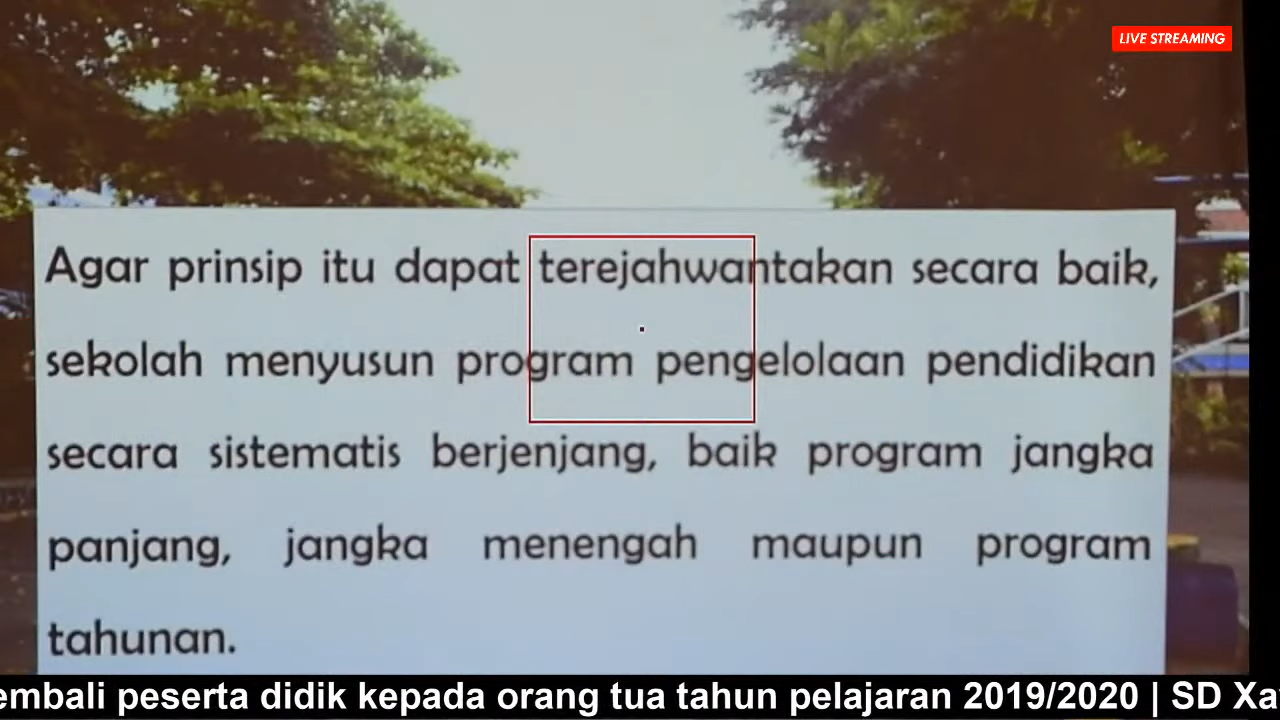 LIVE STREAMING
Agar prinsip itu dapat terejahwantakan secara baik,
sekolah menyusun program pengelolaan pendidikan
secara sistematis berjenjang, baik program jangka
panjang, jangka menengah maupun program
tahunan.
embali peserta didik kepada orang tua tahun pelajaran 2019/2020 | SD Xa